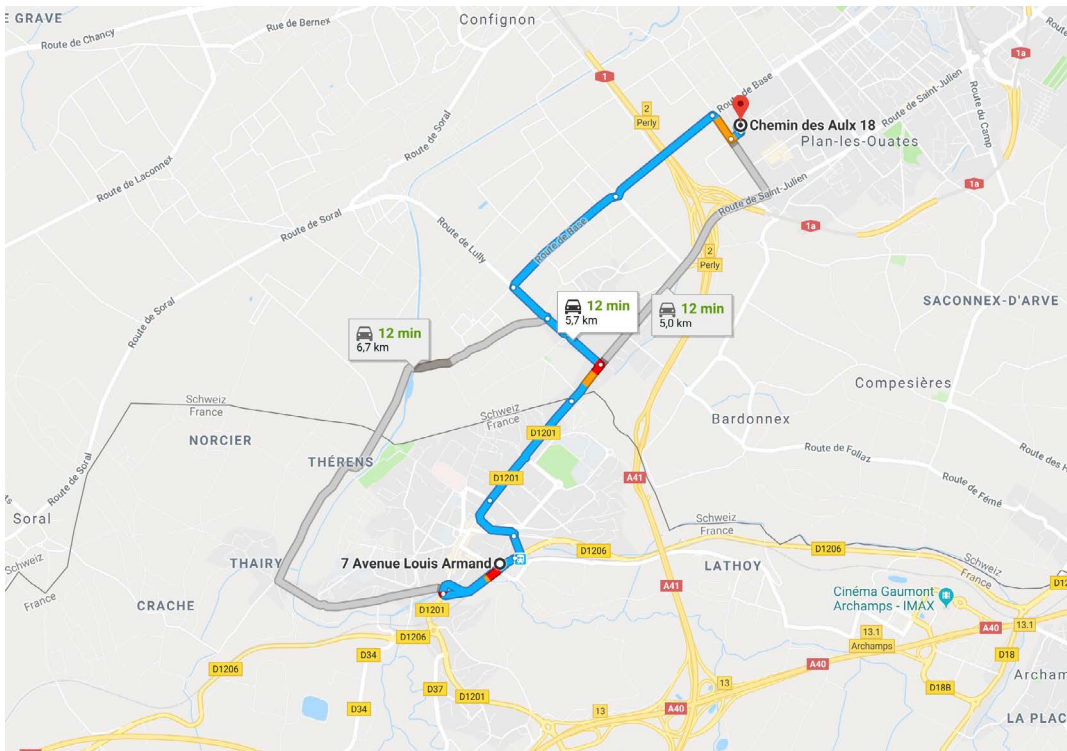 E GRAVE
Rue de Bernex
Confignon
Route de Chancy
1
1a
Route de Base
Route de Saint-Julien
Route du Camp
2
Perly
Chemin des Aulx 18
Plan-les-Ouates
Route de Soral
Route de Laconnex
1a
Route de Saint-Julien
Route de Soral
1a
Route de Lully
Route de Base
2
Perly
Route de Soral
12 min
5,7 km
12 min
5,0 km
SACONNEX-D'ARVE
12 min
6,7 km
Compesières
Schweiz
France
Schweiz
France
Bardonnex
NORCIER
D1201
Route de Follaz
Route des H
THÉRENS
D1201
A41
Route de Soral
Route de Fémé
Soral
Schweiz
France
Schweiz
France
D1206
D1206
Schweiz
France
THAIRY
7 Avenue Louis Armand
LATHOY
A41
D12
Cinéma Gaumont
Archamps - IMAX
CRACHE
D1201
A40
13.1
13.1
Archamps
D1206
D34
A40
D18
D1206
D37
13
Archam
D1201
D18B
D34
13
A40
LA PLAC